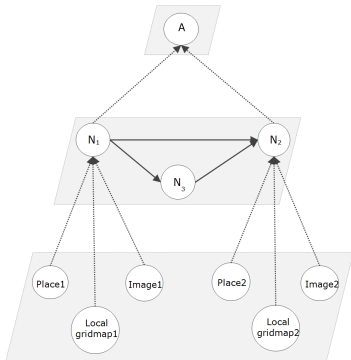 A
N1
N2
N3
Place1
Image1
Place2
Image2
Local
gridmap1
Local
gridmap2